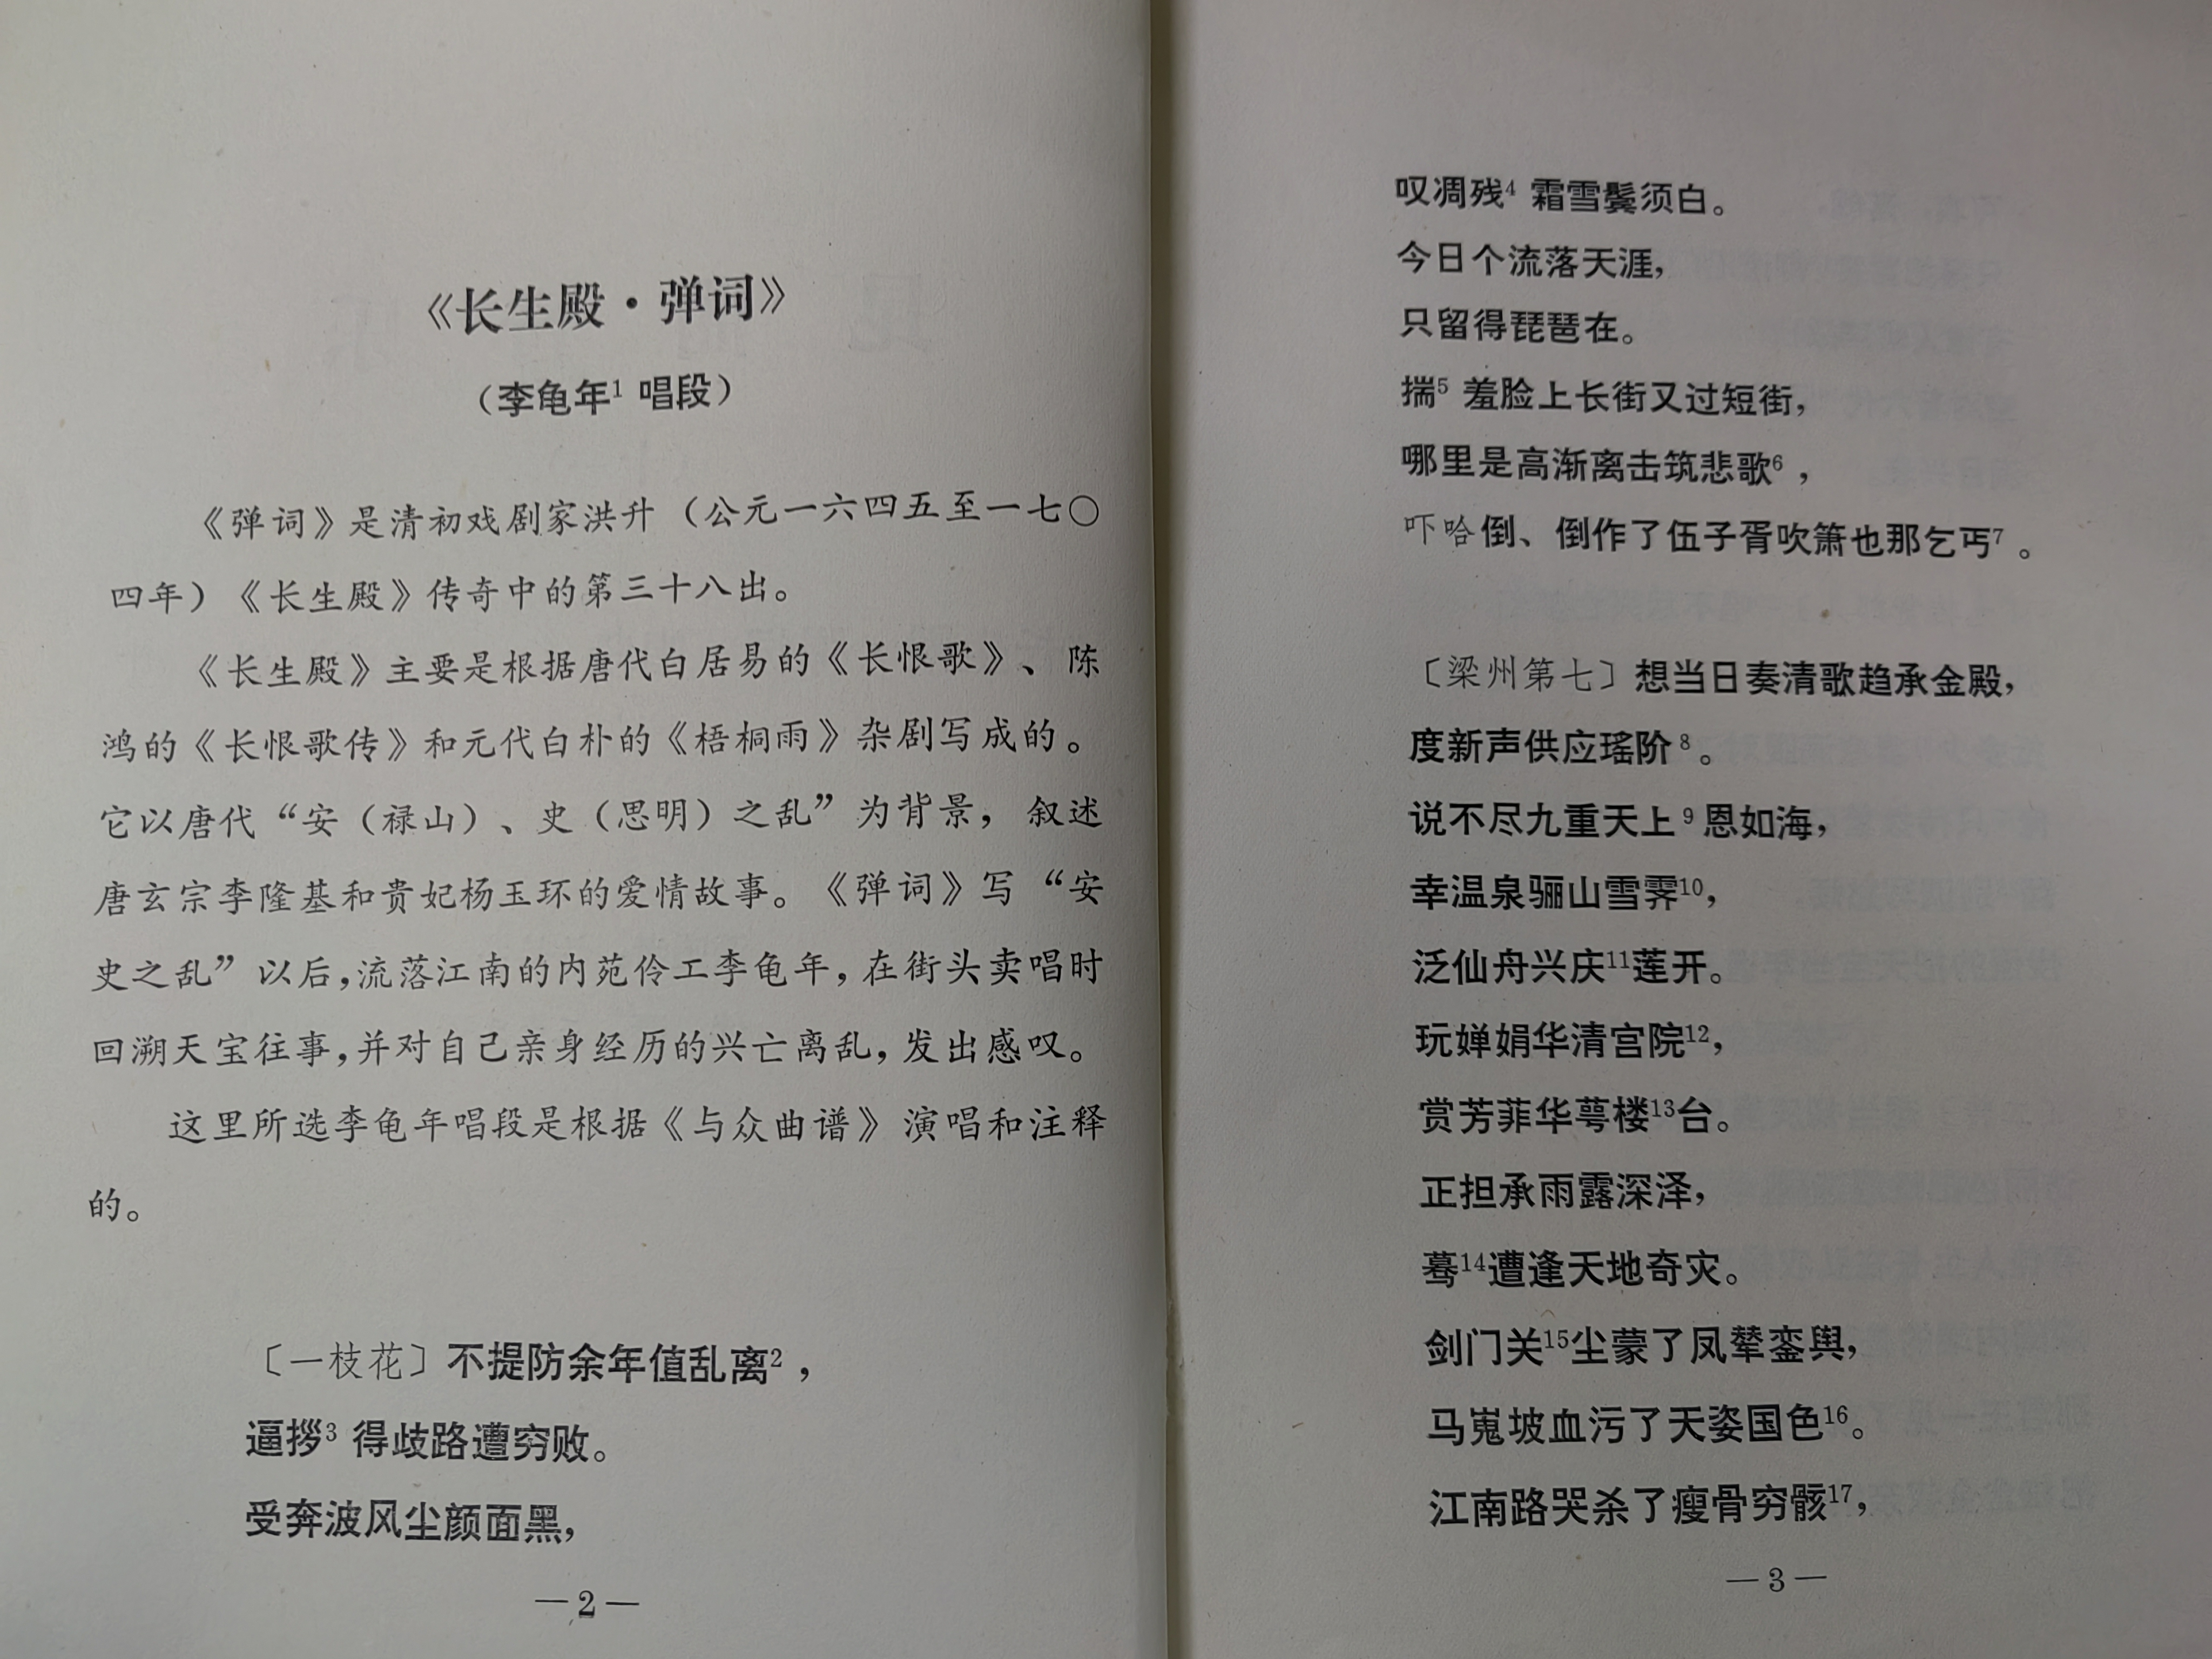 《长生殿·弹词》
（李龟年1 唱段）
《弹词》是清初戏剧家洪升（公元一六四五至一七〇
四年）《长生殿》传奇中的第三十八出。
《长生殿》主要是根据唐代白居易的《长恨歌》、陈
鸿的《长恨歌传》和元代白朴的《梧桐雨》杂剧写成的。
它以唐代“安（禄山）、史（思明）之乱”为背景，叙述
唐玄宗李隆基和贵妃杨玉环的爱情故事。《弹词》写“安
史之乱”以后，流落江南的内苑伶工李龟年，在街头卖唱时
回溯天宝往事，并对自己亲身经历的兴亡离乱，发出感叹。
这里所选李龟年唱段是根据《与众曲谱》演唱和注释
的。
〔一枝花〕不提防余年值乱离2，
逼拶3 得歧路遭穷败。
受奔波风尘颜面黑，
—2—
叹凋残4 霜雪鬓须白。
今日个流落天涯，
只留得琵琶在。
揣5 羞脸上长街又过短街，
哪里是高渐离击筑悲歌6，
吓哈倒、倒作了伍子胥吹箫也那乞丐7。
〔梁州第七〕想当日奏清歌趋承金殿，
度新声供应瑤阶8。
说不尽九重天上9恩如海，
幸温泉骊山雪霁10，
泛仙舟兴庆11莲开。
玩婵娟华清宫院12，
赏芳菲华萼楼13台。
正担承雨露深泽，
蓦14遭逢天地奇灾。
剑门关15尘蒙了凤辇銮舆，
马嵬坡血污了天姿国色16。
江南路哭杀了瘦骨穷骸17，
—3—